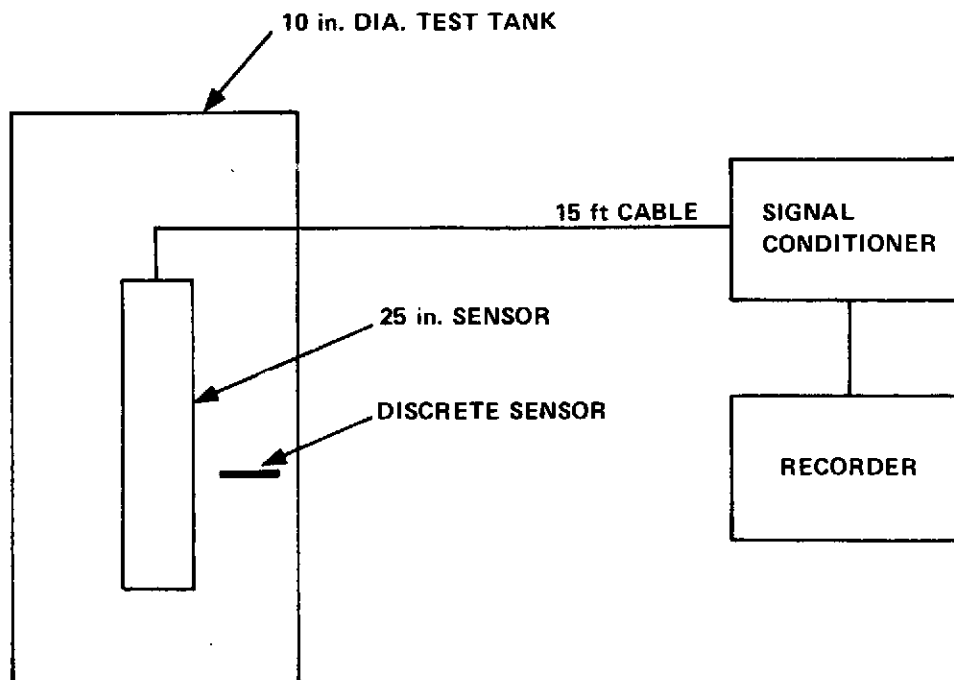 10 in. DIA. TEST TANK
15 ft CABLE
SIGNAL
CONDITIONER
25 in. SENSOR
DISCRETE SENSOR
RECORDER